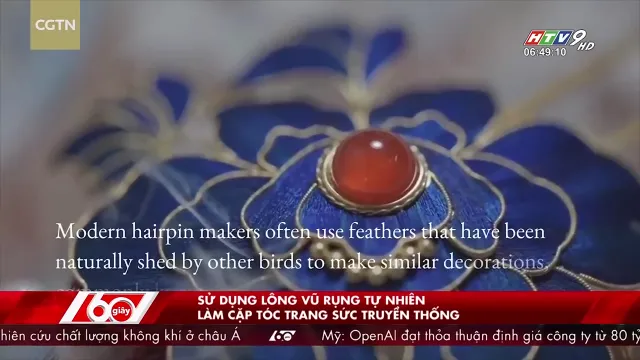 CGTN
HTV9 HD
06:49:10
Modern hairpin makers often use feathers that have been
naturally shed by other birds to make similar decorations.
60 giây
SỬ DỤNG LÔNG VŨ RỤNG TỰ NHIÊN
LÀM CẶP TÓC TRANG SỨC TRUYỀN THỐNG
hiên cứu chất lượng không khí ở châu Á Mỹ: OpenAI đạt thỏa thuận định giá công ty từ 80 t